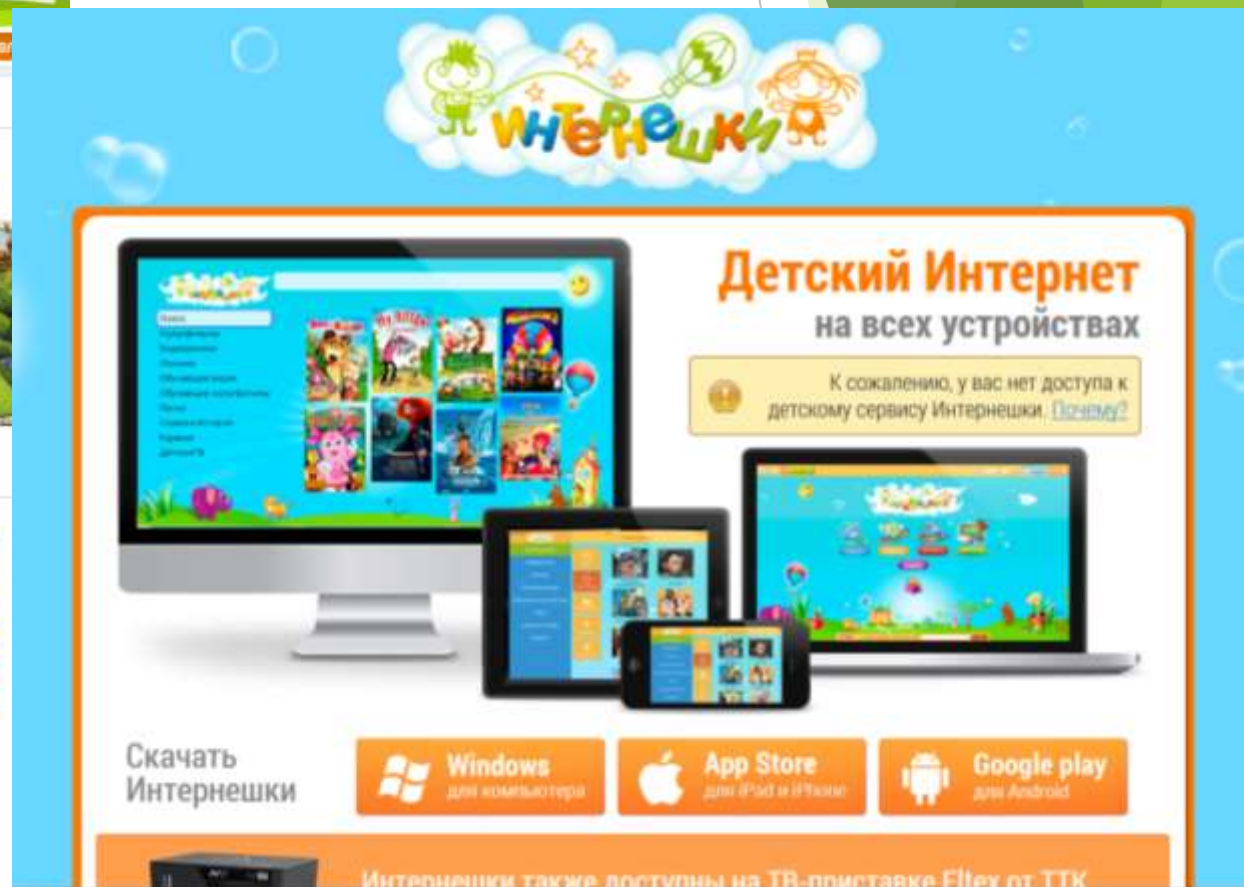 ИНТЕРНЕШКИ
Детский Интернет
на всех устройствах
К сожалению, у вас нет доступа к
детскому сервису Интернешки. Почему?
Скачать
Интернешки
Windows
для компьютера
App Store
для iPad и iPhone
Google play
для Android
Интернешки также доступны на ТВ-приставке Eltex от ТТК